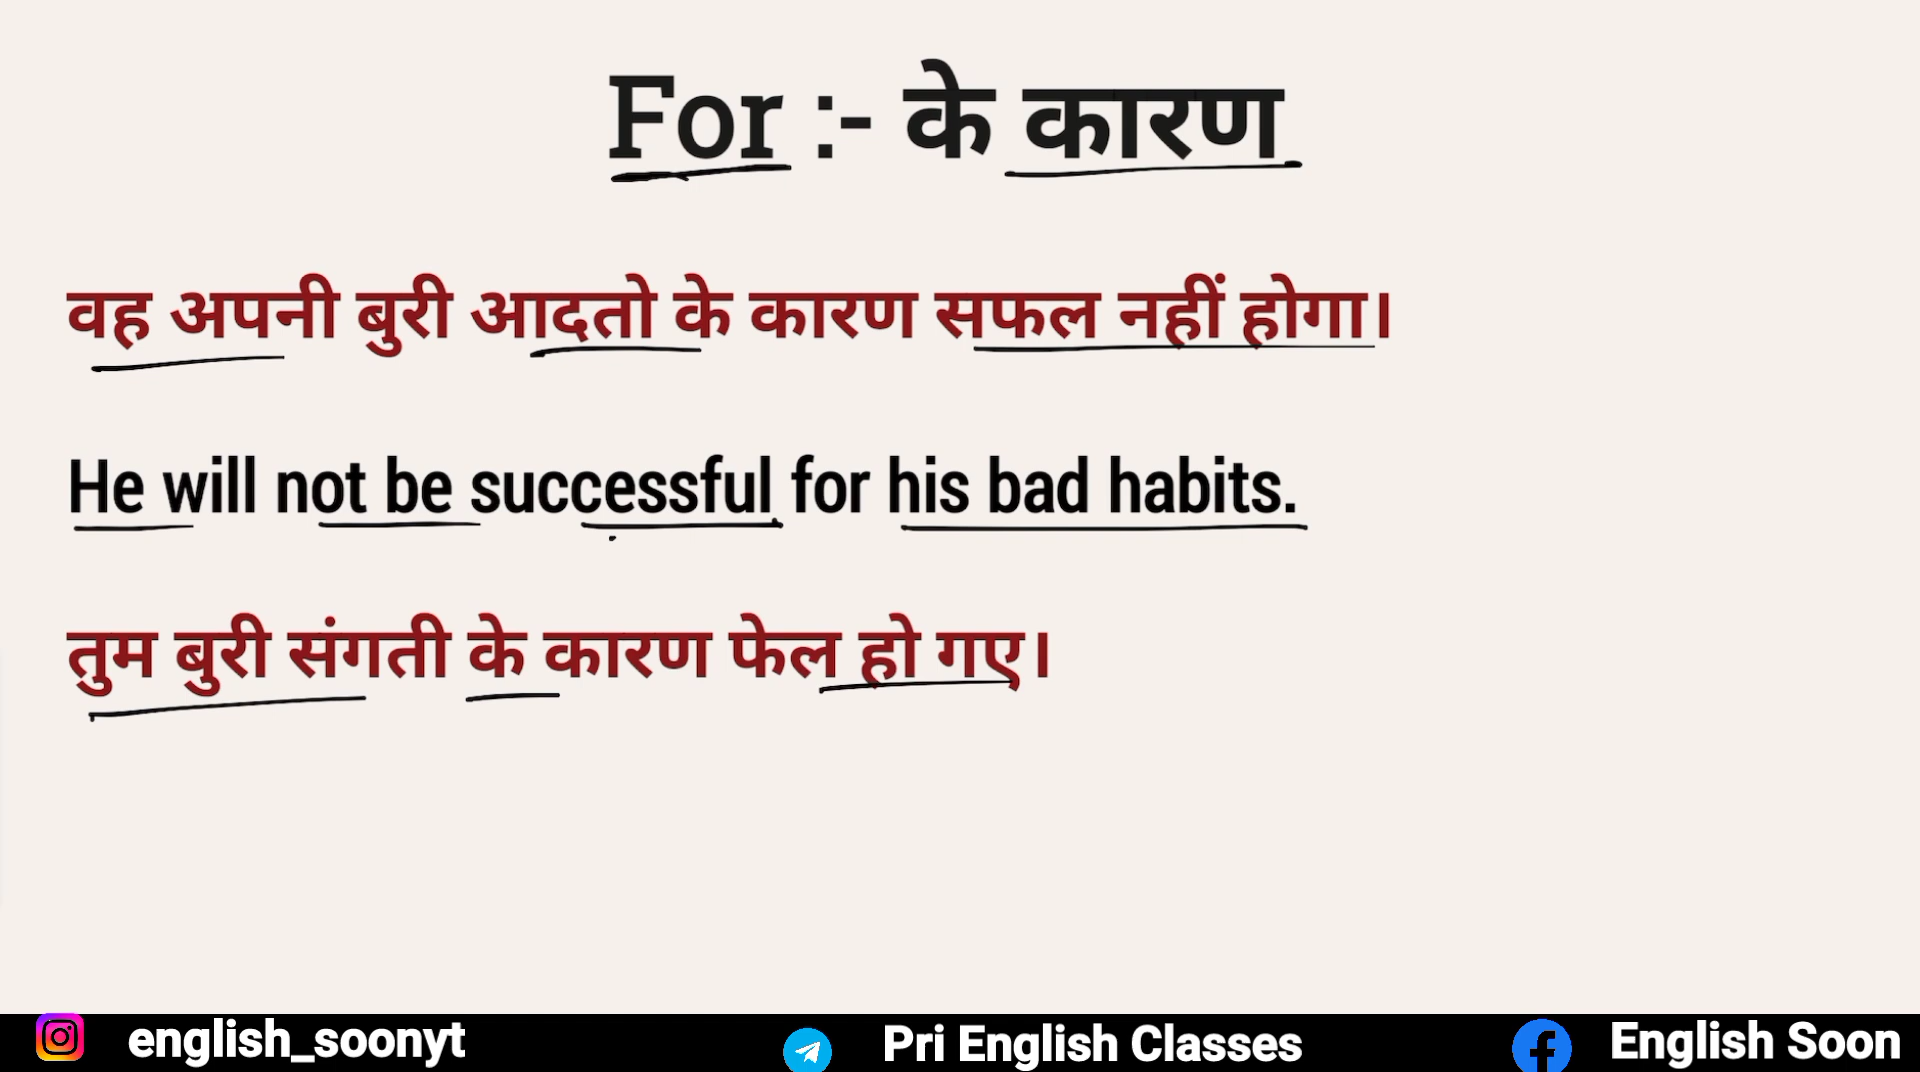 For :- के कारण
वह अपनी बुरी आदतो के कारण सफल नहीं होगा।
He will not be successful for his bad habits.
तुम बुरी संगती के कारण फेल हो गए।
english_soonyt
Pri English Classes
English Soon